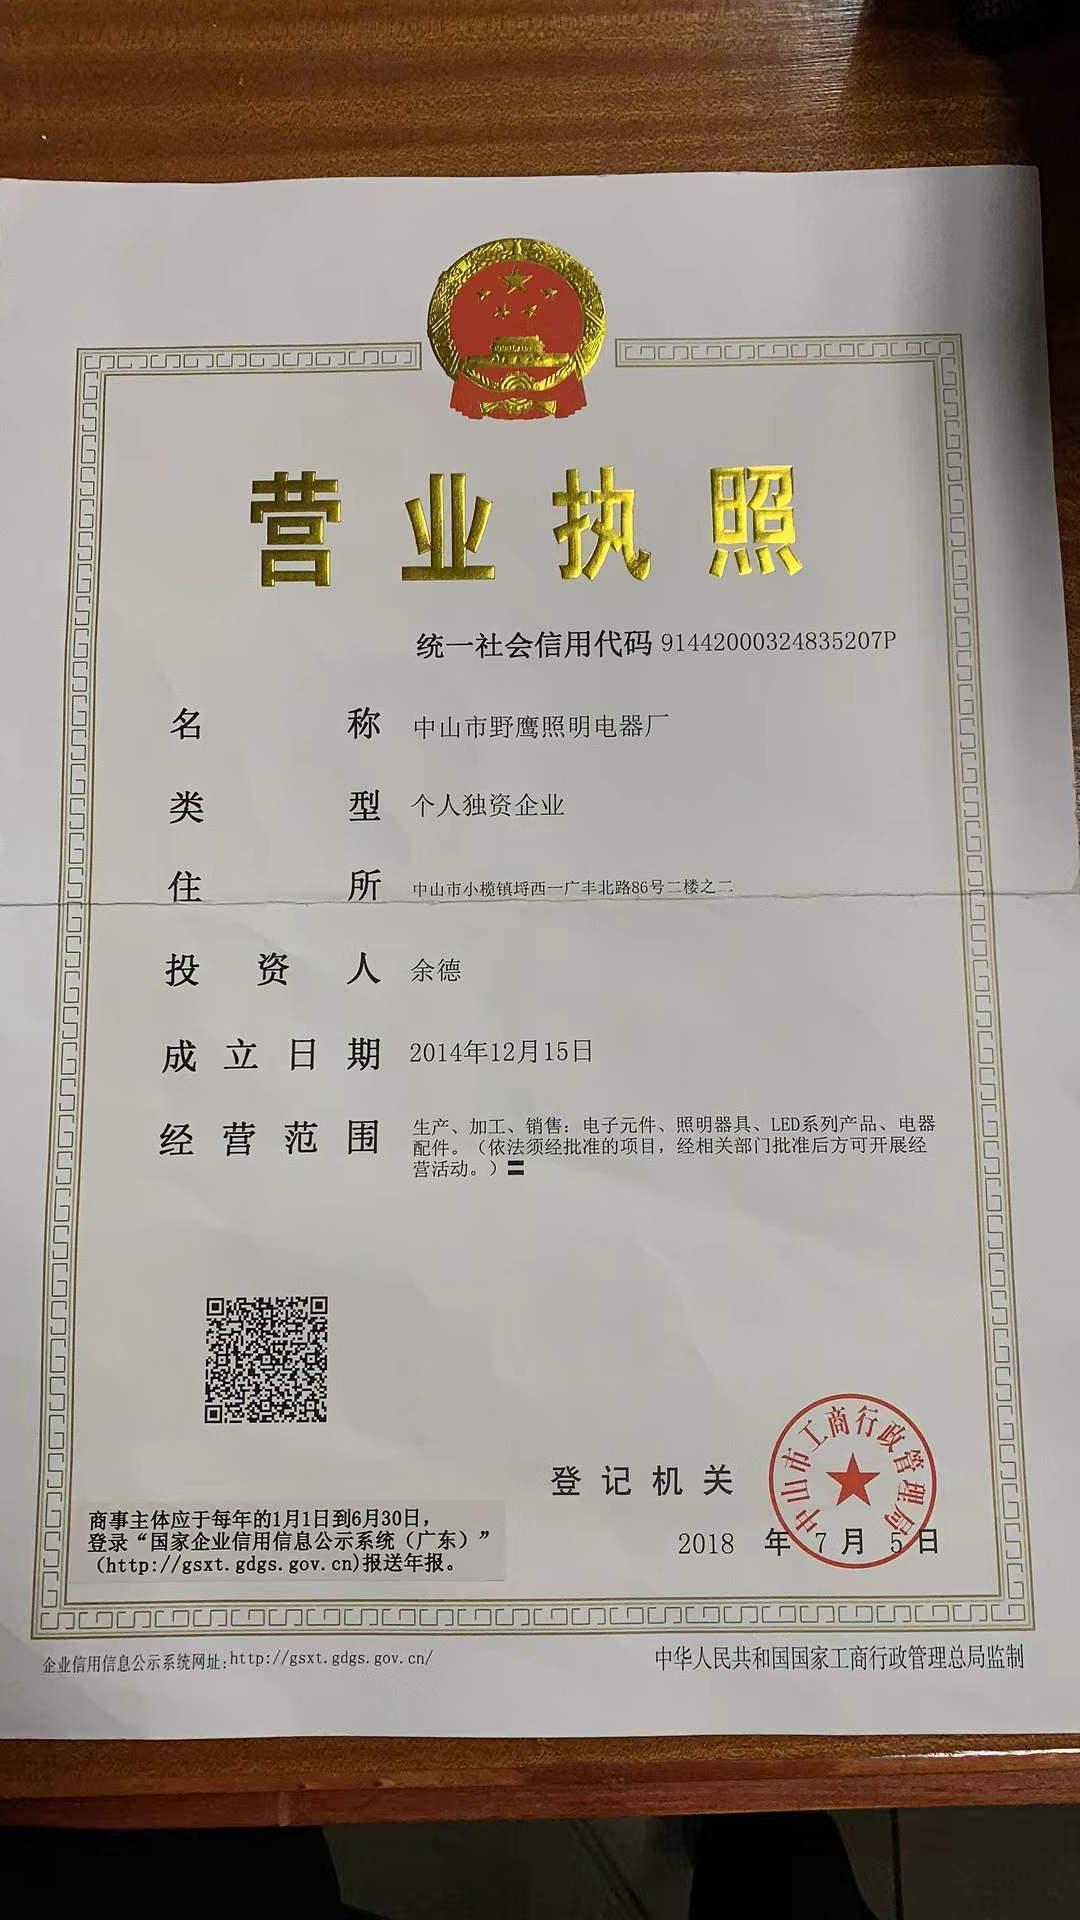 营业执照
统一社会信用代码 91442000324835207P
名称 中山市野鹰照明电器厂
类型 个人独资企业
住所 中山市小榄镇埒西一广丰北路86号二楼之二
投资人 余德
成立日期 2014年12月15日
经营范围 生产、加工、销售：电子元件、照明器具、LED系列产品、电器
配件。（依法须经批准的项目，经相关部门批准后方可开展经
营活动。）〓
中山市工商行政管理局
登记机关
2018 年 7 月 5 日
商事主体应于每年的1月1日到6月30日，
登录“国家企业信用信息公示系统（广东）”
（http://gsxt.gdgs.gov.cn)报送年报。
企业信用信息公示系统网址:http://gsxt.gdgs.gov.cn/
中华人民共和国国家工商行政管理总局监制